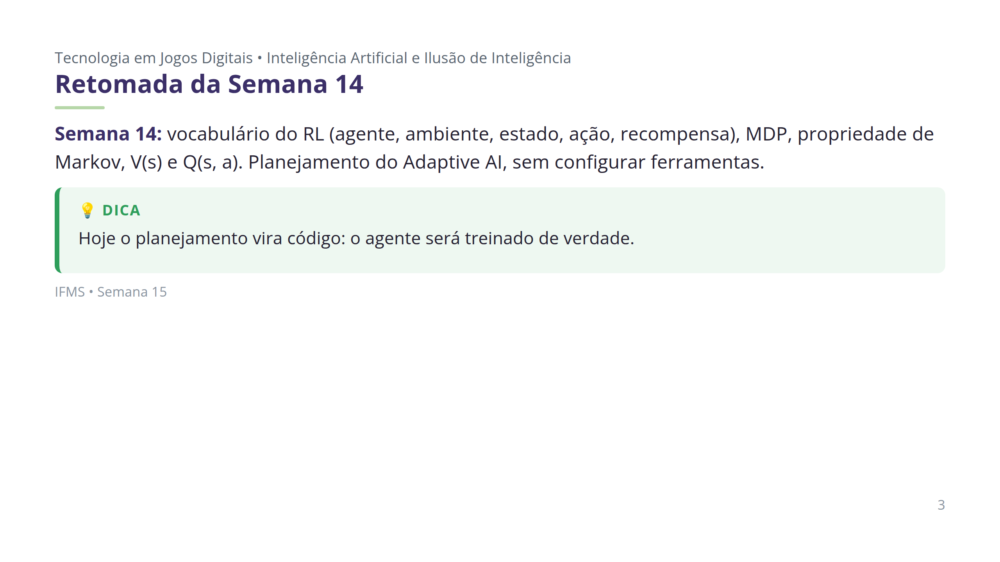 Tecnologia em Jogos Digitais • Inteligência Artificial e Ilusão de Inteligência
Retomada da Semana 14
Semana 14: vocabulário do RL (agente, ambiente, estado, ação, recompensa), MDP, propriedade de
Markov, V(s) e Q(s, a). Planejamento do Adaptive AI, sem configurar ferramentas.
💡 DICA
Hoje o planejamento vira código: o agente será treinado de verdade.
IFMS • Semana 15
3